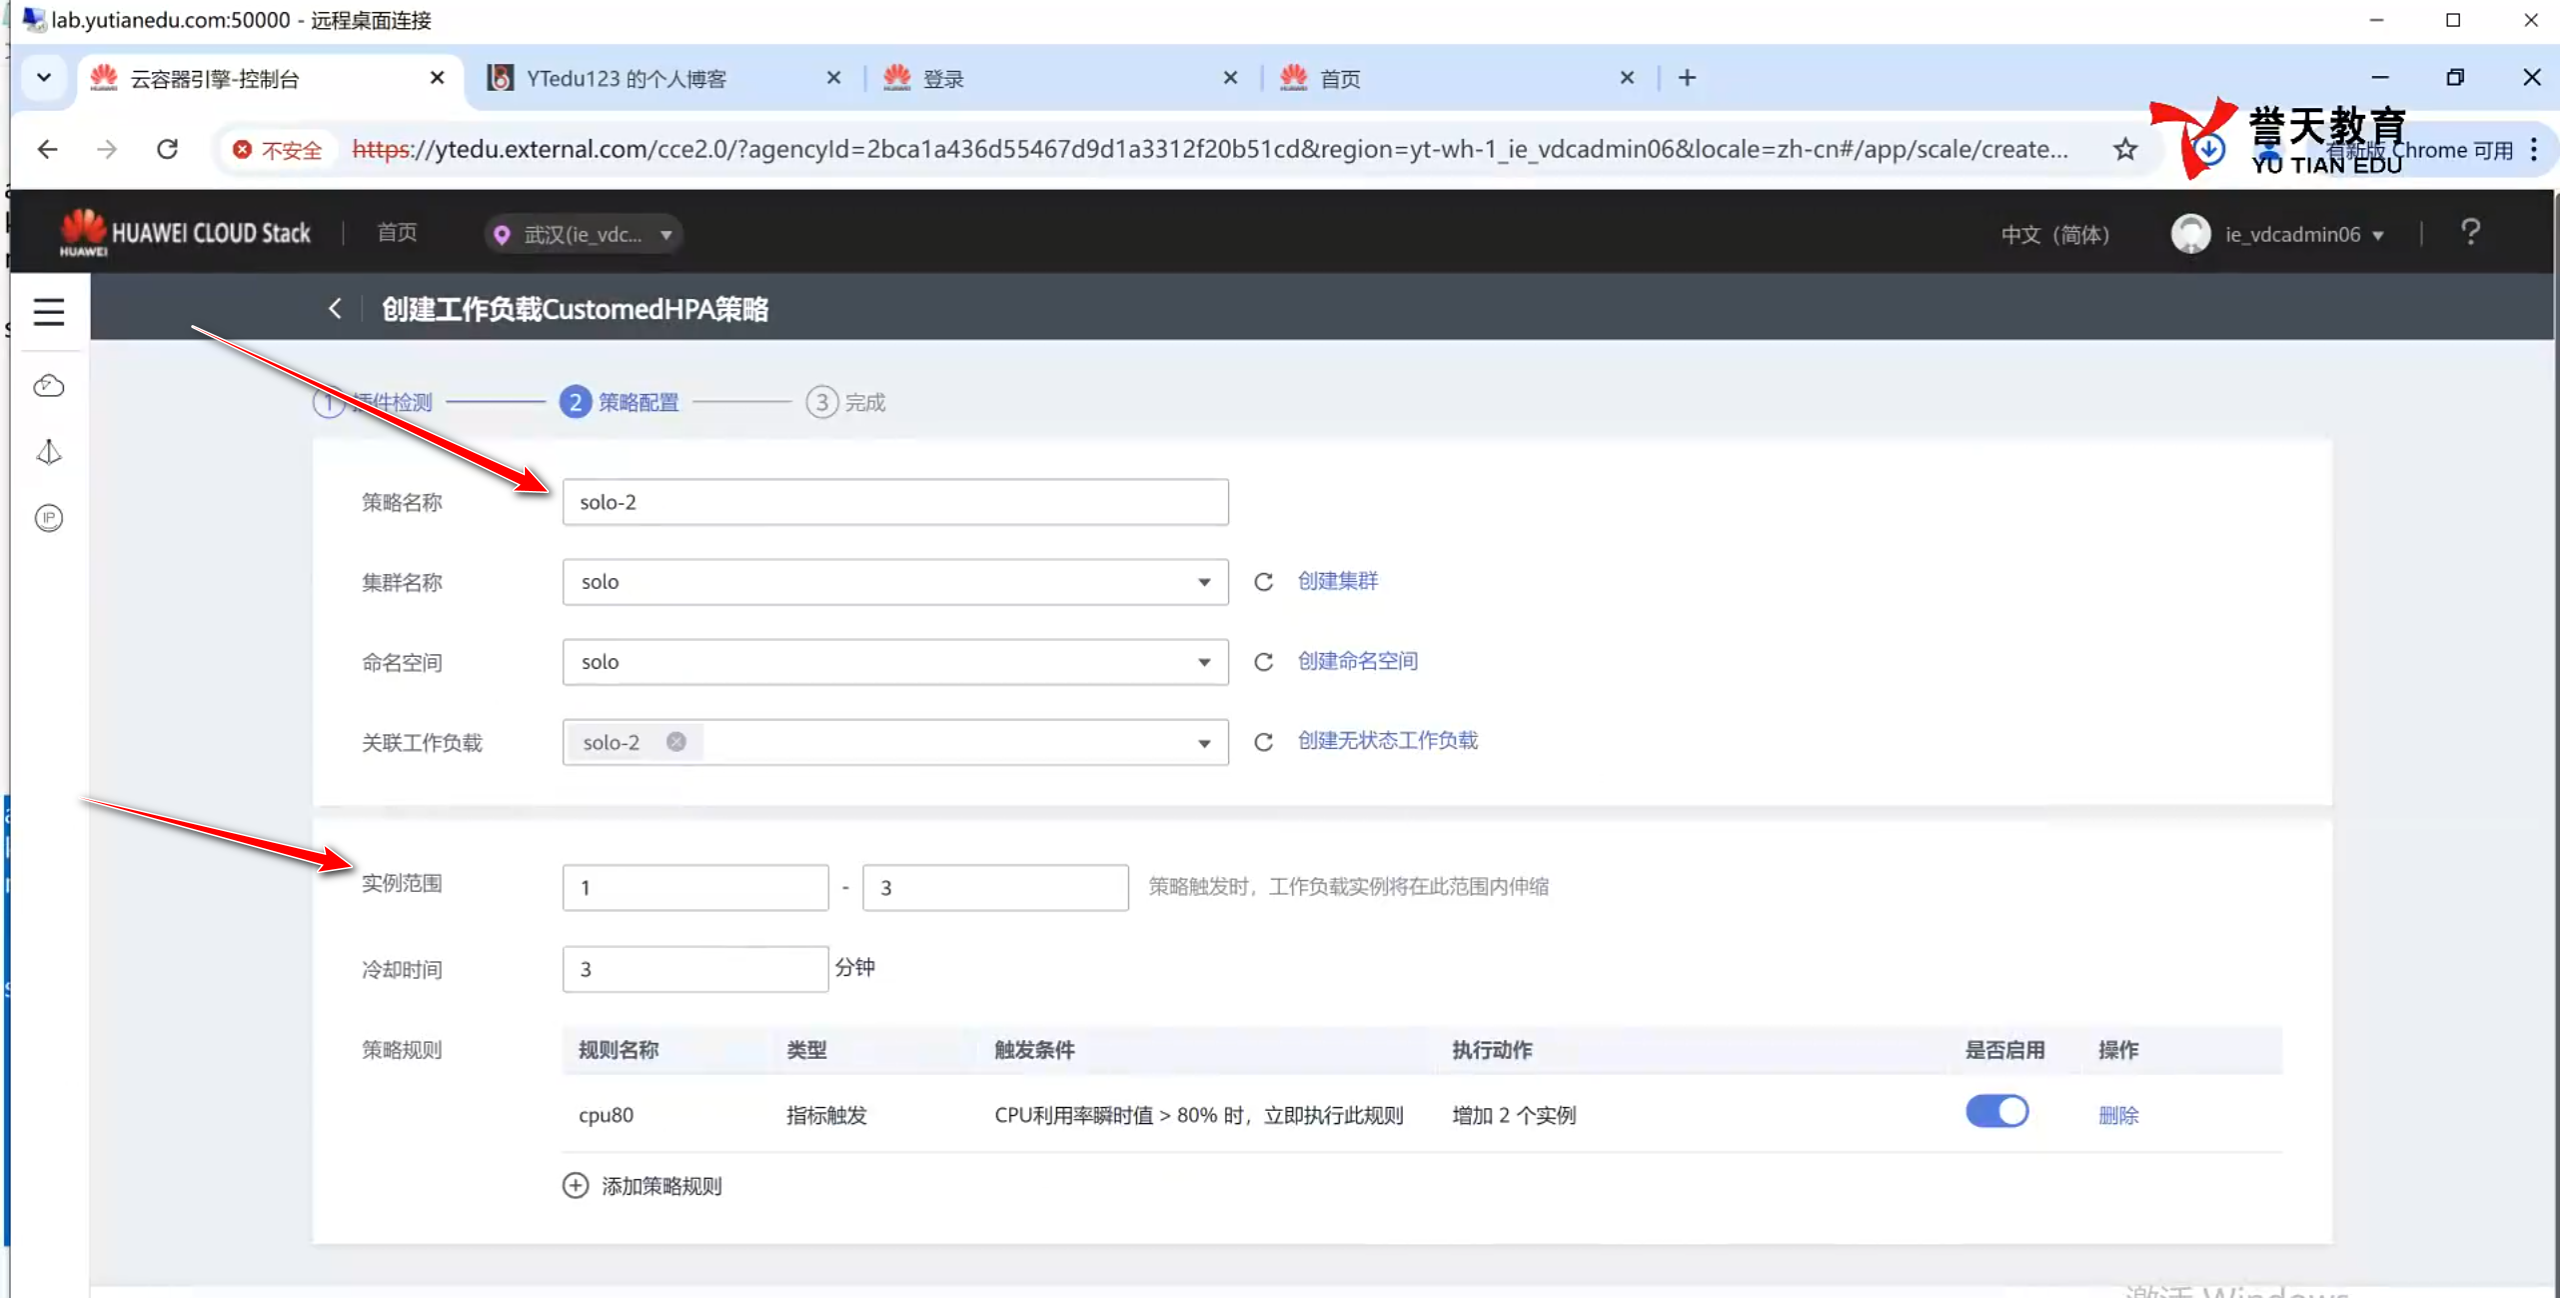 lab.yutianedu.com:50000 - 远程桌面连接
云容器引擎-控制台
YTedu123 的个人博客
登录
首页
不安全 https://ytedu.external.com/cce2.0/?agencyId=2bca1a436d55467d9d1a3312f20b51cd&region=yt-wh-1_ie_vdcadmin06&locale=zh-cn#/app/scale/create...
有新版 Chrome 可用
誉天教育
YU TIAN EDU
HUAWEI
HUAWEI CLOUD Stack
首页
武汉(ie_vdc...
中文（简体）
ie_vdcadmin06
?
创建工作负载CustomedHPA策略
1 插件检测
2 策略配置
3 完成
策略名称
solo-2
集群名称
solo
创建集群
命名空间
solo
创建命名空间
关联工作负载
solo-2
创建无状态工作负载
实例范围
1 - 3
策略触发时，工作负载实例将在此范围内伸缩
冷却时间
3 分钟
策略规则
规则名称 类型 触发条件 执行动作 是否启用 操作
cpu80 指标触发 CPU利用率瞬时值 > 80% 时，立即执行此规则 增加 2 个实例 删除
添加策略规则
IP
激活 Windows